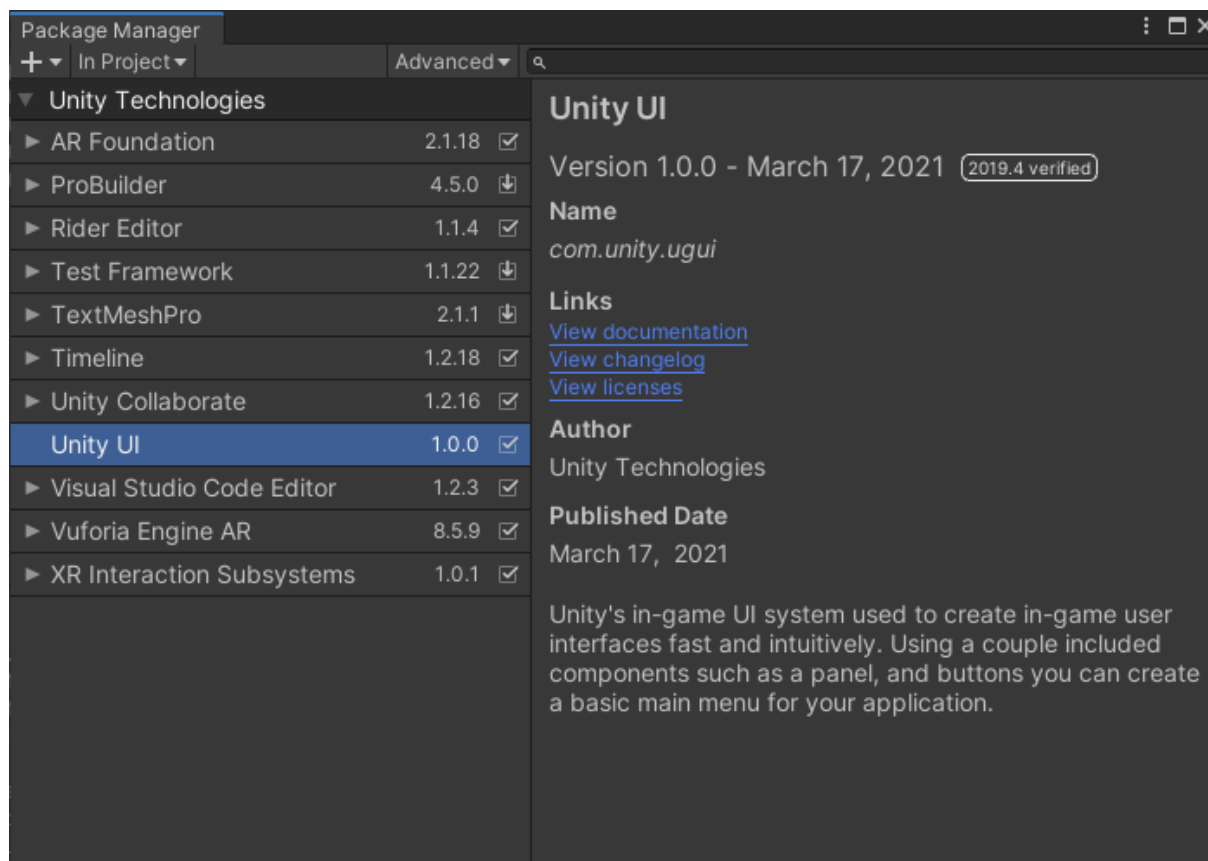 Package Manager
In Project
Advanced
Unity Technologies
AR Foundation 2.1.18
ProBuilder 4.5.0
Rider Editor 1.1.4
Test Framework 1.1.22
TextMeshPro 2.1.1
Timeline 1.2.18
Unity Collaborate 1.2.16
Unity UI 1.0.0
Visual Studio Code Editor 1.2.3
Vuforia Engine AR 8.5.9
XR Interaction Subsystems 1.0.1
Unity UI
Version 1.0.0 - March 17, 2021 2019.4 verified
Name
com.unity.ugui
Links
View documentation
View changelog
View licenses
Author
Unity Technologies
Published Date
March 17, 2021
Unity's in-game UI system used to create in-game user
interfaces fast and intuitively. Using a couple included
components such as a panel, and buttons you can create
a basic main menu for your application.